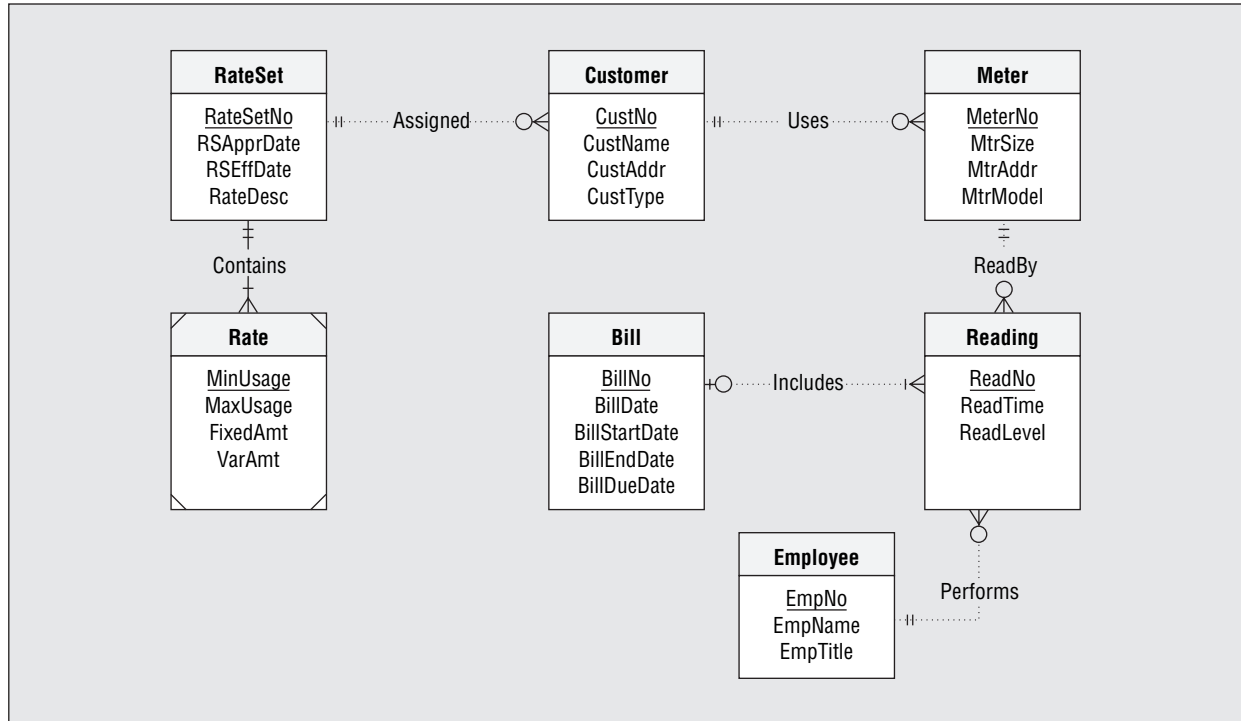 RateSet
RateSetNo
RSApprDate
RSEffDate
RateDesc
Assigned
Customer
CustNo
CustName
CustAddr
CustType
Uses
Meter
MeterNo
MtrSize
MtrAddr
MtrModel
Contains
ReadBy
Rate
MinUsage
MaxUsage
FixedAmt
VarAmt
Bill
BillNo
BillDate
BillStartDate
BillEndDate
BillDueDate
Includes
Reading
ReadNo
ReadTime
ReadLevel
Employee
EmpNo
EmpName
EmpTitle
Performs